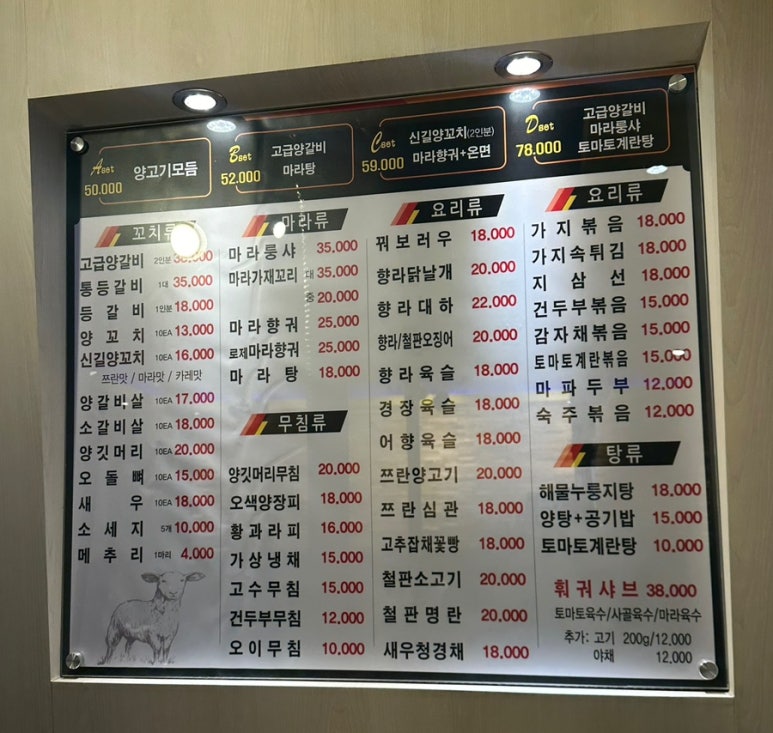 Aset 양고기모듬
50.000
Bset 고급양갈비
마라탕
52.000
Cset 신길양꼬치(2인분)
마라향궈+온면
59.000
Dset 고급양갈비
마라룽샤
토마토계란탕
78.000
꼬치류
고급양갈비 2인분
통등갈비 1대 35.000
등갈비 1인분 18.000
양꼬치 10EA 13.000
신길양꼬치 10EA 16.000
쯔란맛 / 마라맛 / 카레맛
양갈비살 10EA 17.000
소갈비살 10EA 18.000
양깃머리 10EA 20.000
오돌뼈 10EA 15.000
새우 10EA 18.000
소세지 5개 10,000
메추리 1마리 4.000
마라류
마라룽샤 35.000
마라가재꼬리 대 35.000
중 20.000
마라향궈 25.000
로제마라향궈 25.000
마라탕 18.000
무침류
양깃머리무침 20.000
오색양장피 18.000
황과라피 16.000
가상냉채 15.000
고수무침 15.000
건두부무침 12.000
오이무침 10.000
요리류
꿔보러우 18.000
향라닭날개 20.000
향라대하 22.000
향라/철판오징어 20.000
향라육슬 18.000
경장육슬 18.000
어향육슬 18.000
쯔란양고기 20.000
쯔란심관 18.000
고추잡채꽃빵 18.000
철판소고기 20.000
철판명란 20.000
새우청경채 18.000
요리류
가지볶음 18.000
가지속튀김 18.000
지삼선 18.000
건두부볶음 15.000
감자채볶음 15.000
토마토계란볶음 15.000
마파두부 12.000
숙주볶음 12.000
탕류
해물누룽지탕 18.000
양탕+공기밥 15.000
토마토계란탕 10.000
훠궈샤브 38.000
토마토육수/사골육수/마라육수
추가: 고기 200g/12,000
야채 12,000